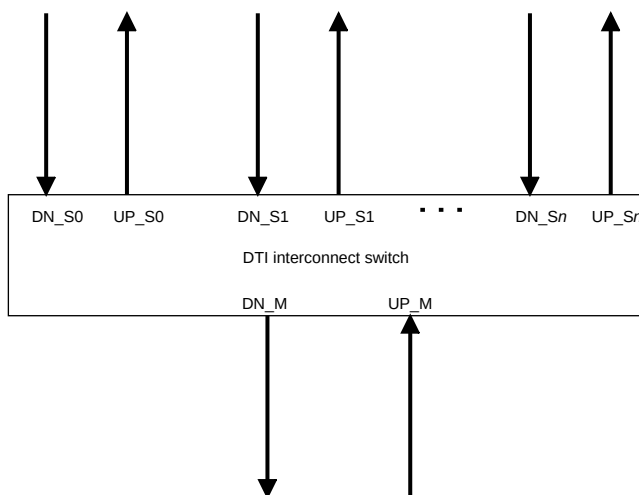 DN_S0 UP_S0 DN_S1 UP_S1 . . . DN_Sn UP_Sn
DTI interconnect switch
DN_M UP_M